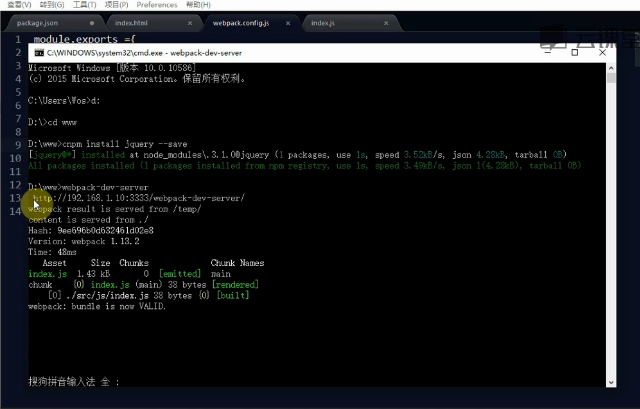 查看(V) 转到(G) 工具(T) 项目(P) Preferences 帮助(H)
package.json index.html webpack.config.js index.js
1 module.exports ={
云课堂
C:\WINDOWS\system32\cmd.exe - webpack-dev-server
Microsoft Windows [版本 10.0.10586]
(c) 2015 Microsoft Corporation。保留所有权利。
C:\Users\Wos>d:
D:\>cd www
D:\www>cnpm install jquery --save
installed at node_modules\.3.1.0@jquery (1 packages, use 1s, speed 3.52kB/s, json 4.28kB, tarball 0B)
All packages installed (1 packages installed from npm registry, use 1s, speed 3.49kB/s, json 1(4.28kB), tarball 0B)
D:\www>webpack-dev-server
http://192.168.1.10:3333/webpack-dev-server/
webpack result is served from /temp/
content is served from ./
Hash: 9ee696b0d632461d02e8
Version: webpack 1.13.2
Time: 48ms
Asset Size Chunks Chunk Names
index.js 1.43 kB 0 [emitted] main
chunk {0} index.js (main) 38 bytes [rendered]
[0] ./src/js/index.js 38 bytes {0} [built]
webpack: bundle is now VALID.
搜狗拼音输入法 全 :
2
3
4
5
6
7
8
9
10
11
12
13
14